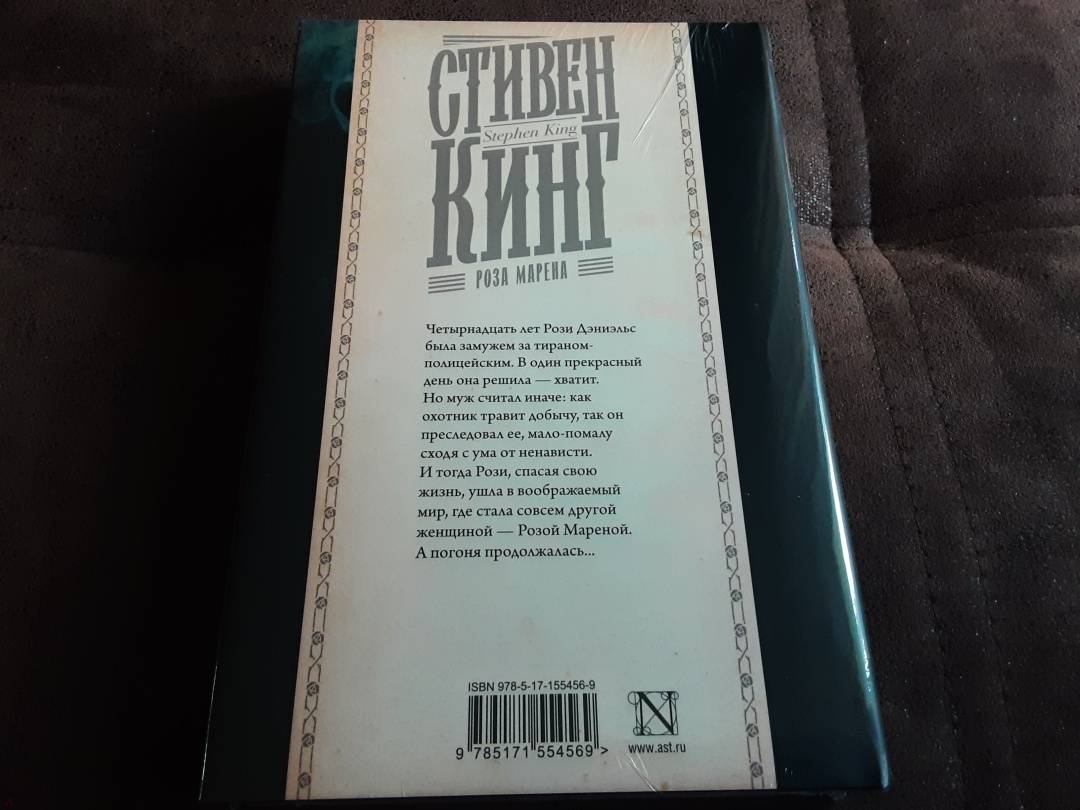 СТИВЕН
Stephen King
КИНГ
РОЗА МАРЕНА
Четырнадцать лет Рози Дэниэльс
была замужем за тираном-
полицейским. В один прекрасный
день она решила — хватит.
Но муж считал иначе: как
охотник травит добычу, так он
преследовал ее, мало-помалу
сходя с ума от ненависти.
И тогда Рози, спасая свою
жизнь, ушла в воображаемый
мир, где стала совсем другой
женщиной — Розой Мареной.
А погоня продолжалась...
ISBN 978-5-17-155456-9
9 785171 554569 >
N
www.ast.ru